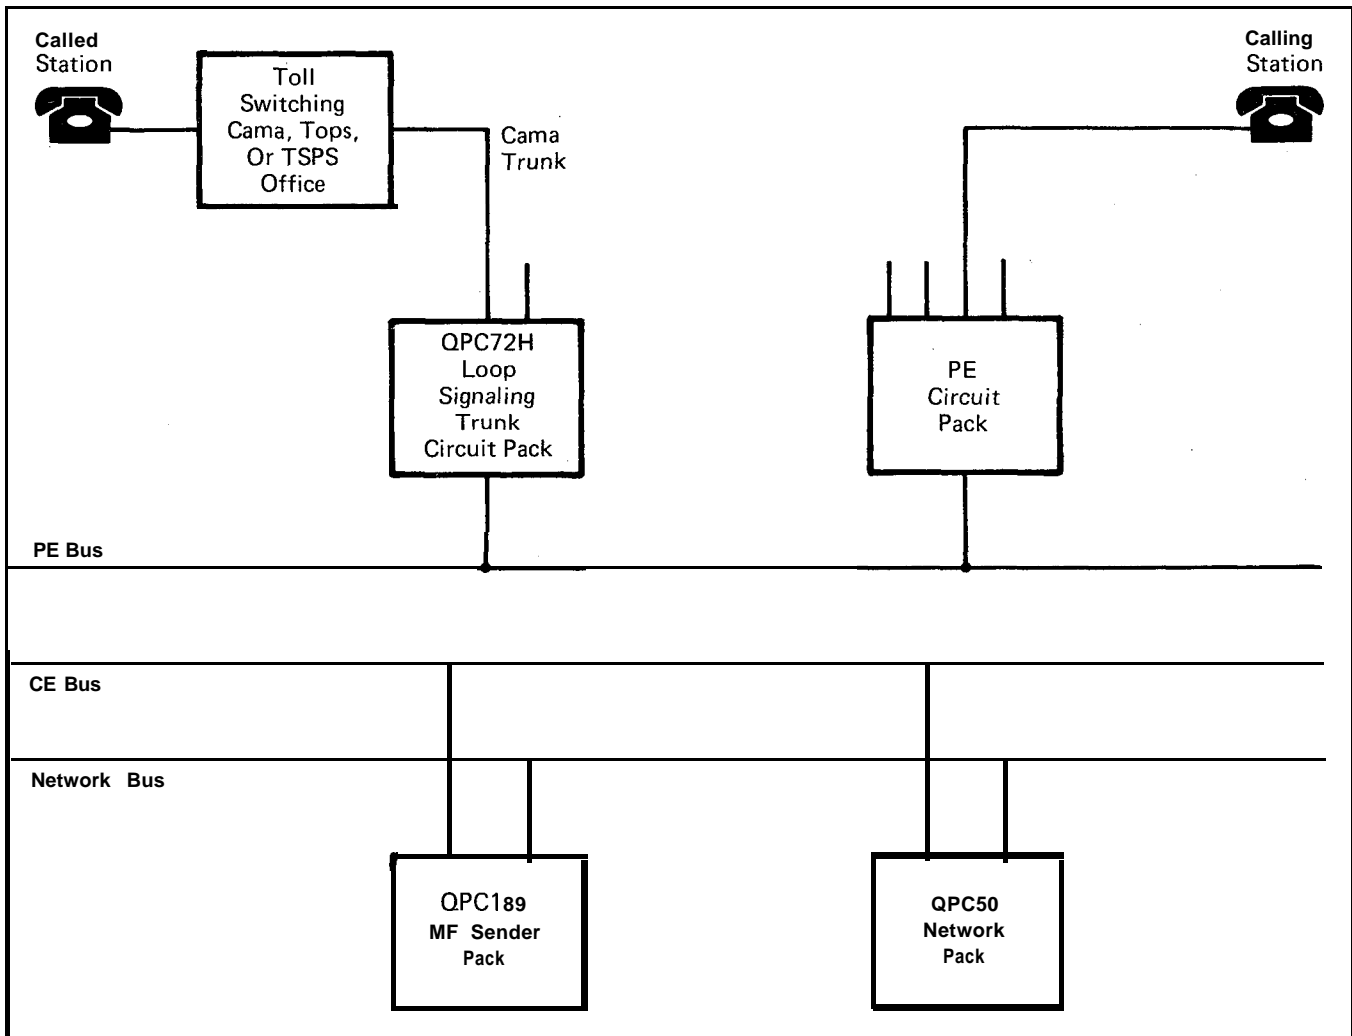 Called
Station
Toll
Switching
Cama, Tops,
Or TSPS
Office
Cama
Trunk
Calling
Station
QPC72H
Loop
Signaling
Trunk
Circuit Pack
PE
Circuit
Pack
PE Bus
CE Bus
Network Bus
QPC189
MF Sender
Pack
QPC50
Network
Pack